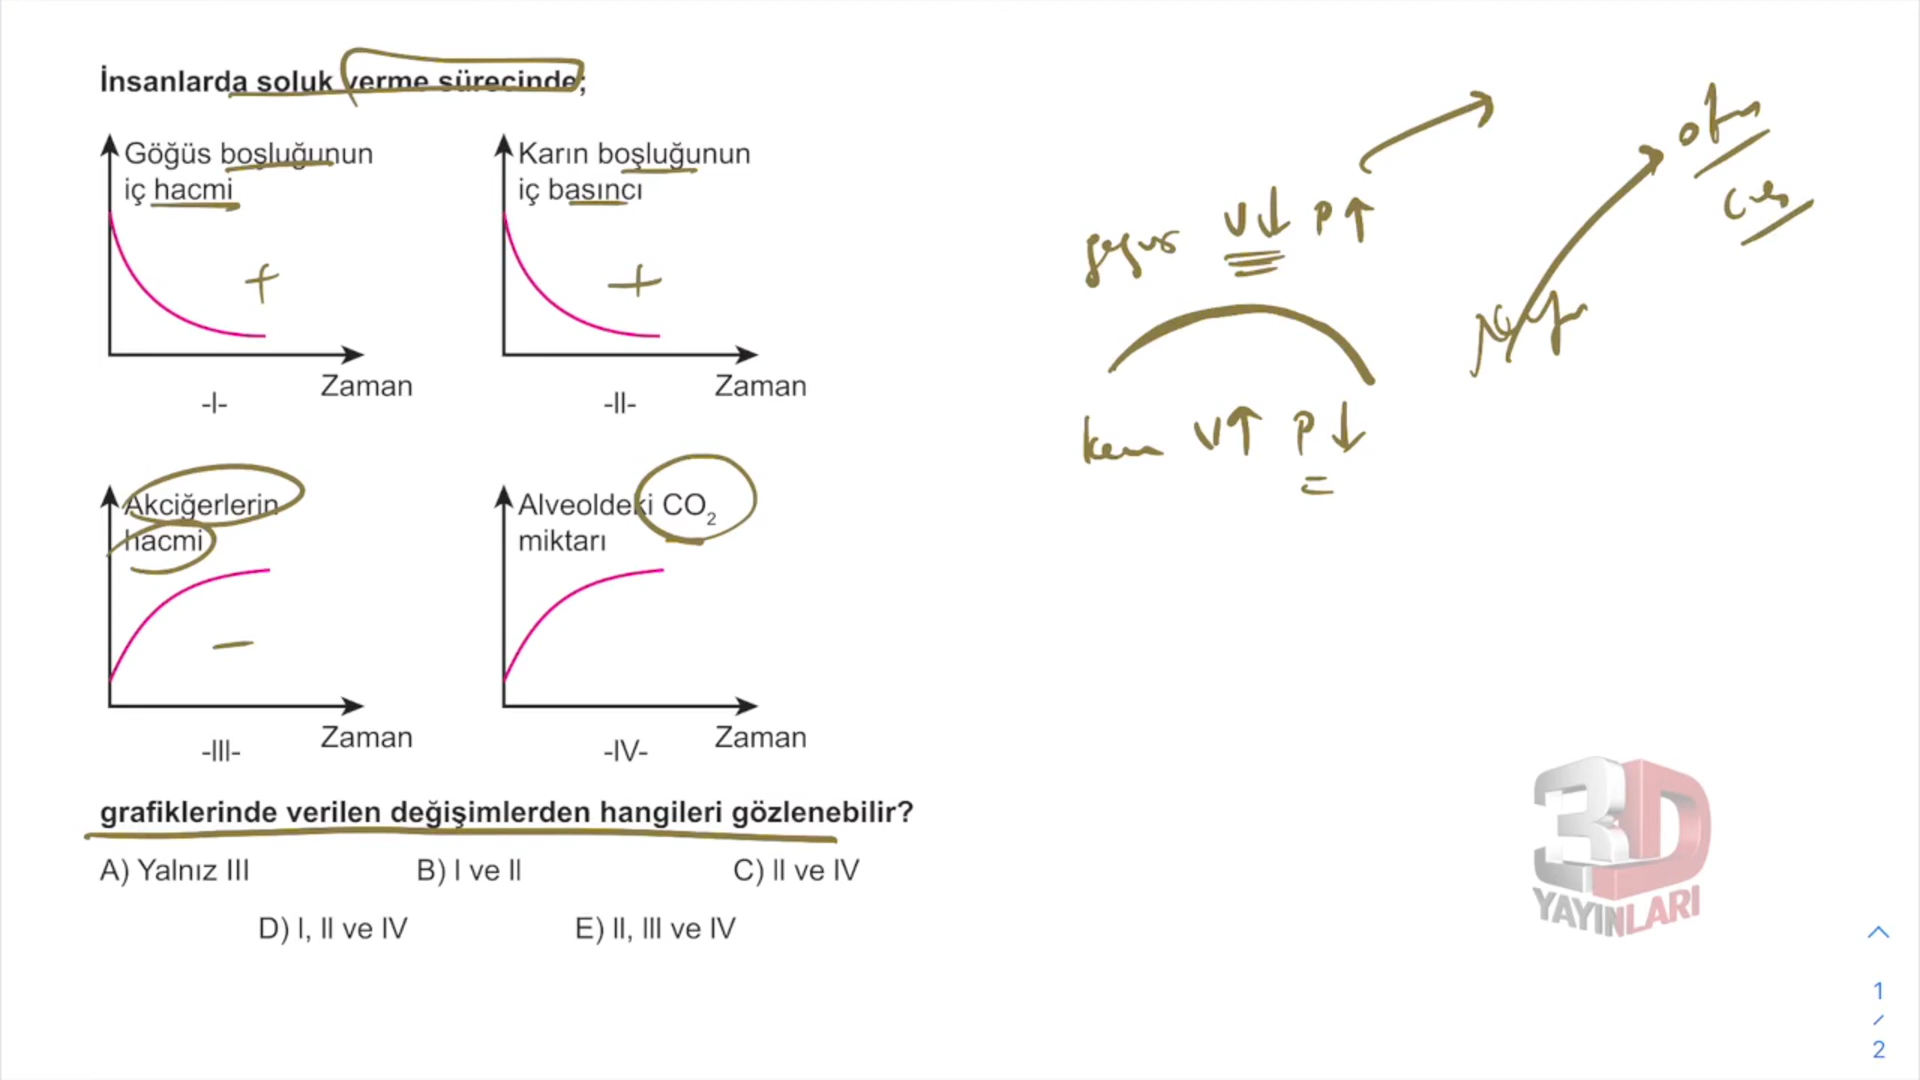 İnsanlarda soluk verme sürecinde;
Göğüs boşluğunun
iç hacmi
+
Zaman
-I-
Karın boşluğunun
iç basıncı
+
Zaman
-II-
Akciğerlerin
hacmi
−
Zaman
-III-
Alveoldeki CO₂
miktarı
Zaman
-IV-
grafiklerinde verilen değişimlerden hangileri gözlenebilir?
A) Yalnız III
B) I ve II
C) II ve IV
D) I, II ve IV
E) II, III ve IV
göğüs V↓ P↑
V↑ P↓
3D
YAYINLARI
1
/
2